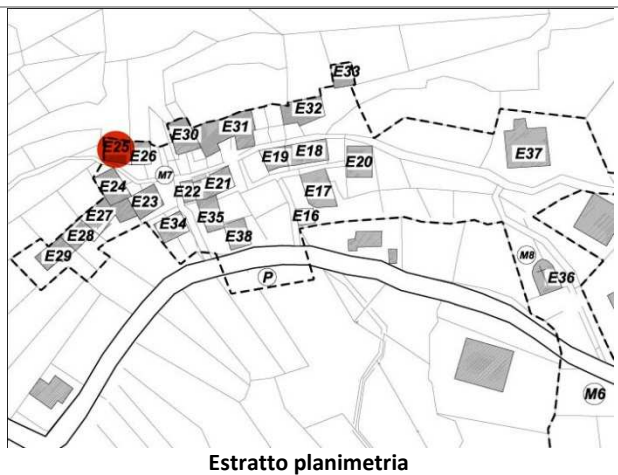 E33
E32
E31
E30
E25
E26
E19 E18
E20
E37
M7
E24
E22 E21
E17
E23
E27
E35
E16
E34
E28
E38
E29
M8
E36
P
M6
Estratto planimetria